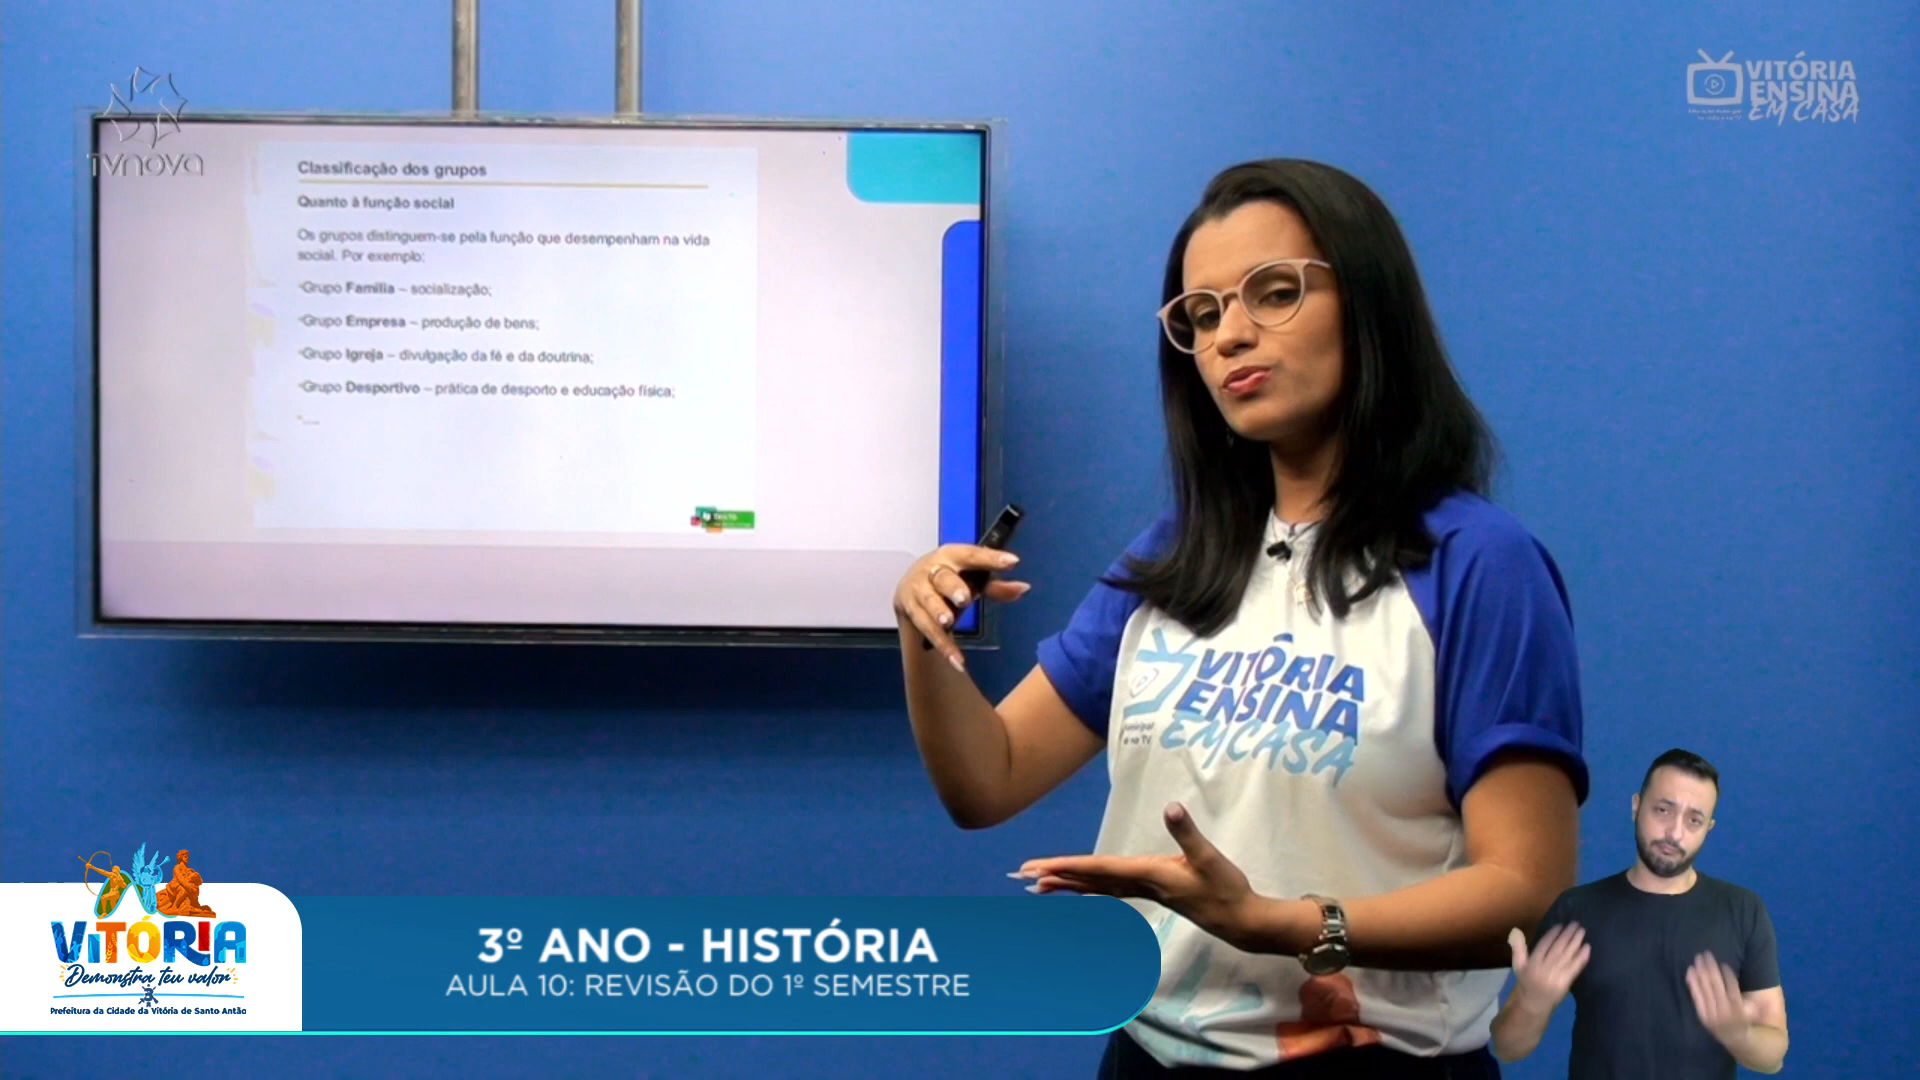 TVNOVA
VITÓRIA
ENSINA
EM CASA
Classificação dos grupos
Quanto à função social
Os grupos distinguem-se pela função que desempenham na vida
social. Por exemplo:
Grupo Família – socialização;
Grupo Empresa – produção de bens;
Grupo Igreja – divulgação da fé e da doutrina;
Grupo Desportivo – prática de desporto e educação física;
VITÓRIA
ENSINA
EM CASA
VITÓRIA
Demonstra teu valor
Prefeitura da Cidade da Vitória de Santo Antão
3º ANO - HISTÓRIA
AULA 10: REVISÃO DO 1º SEMESTRE